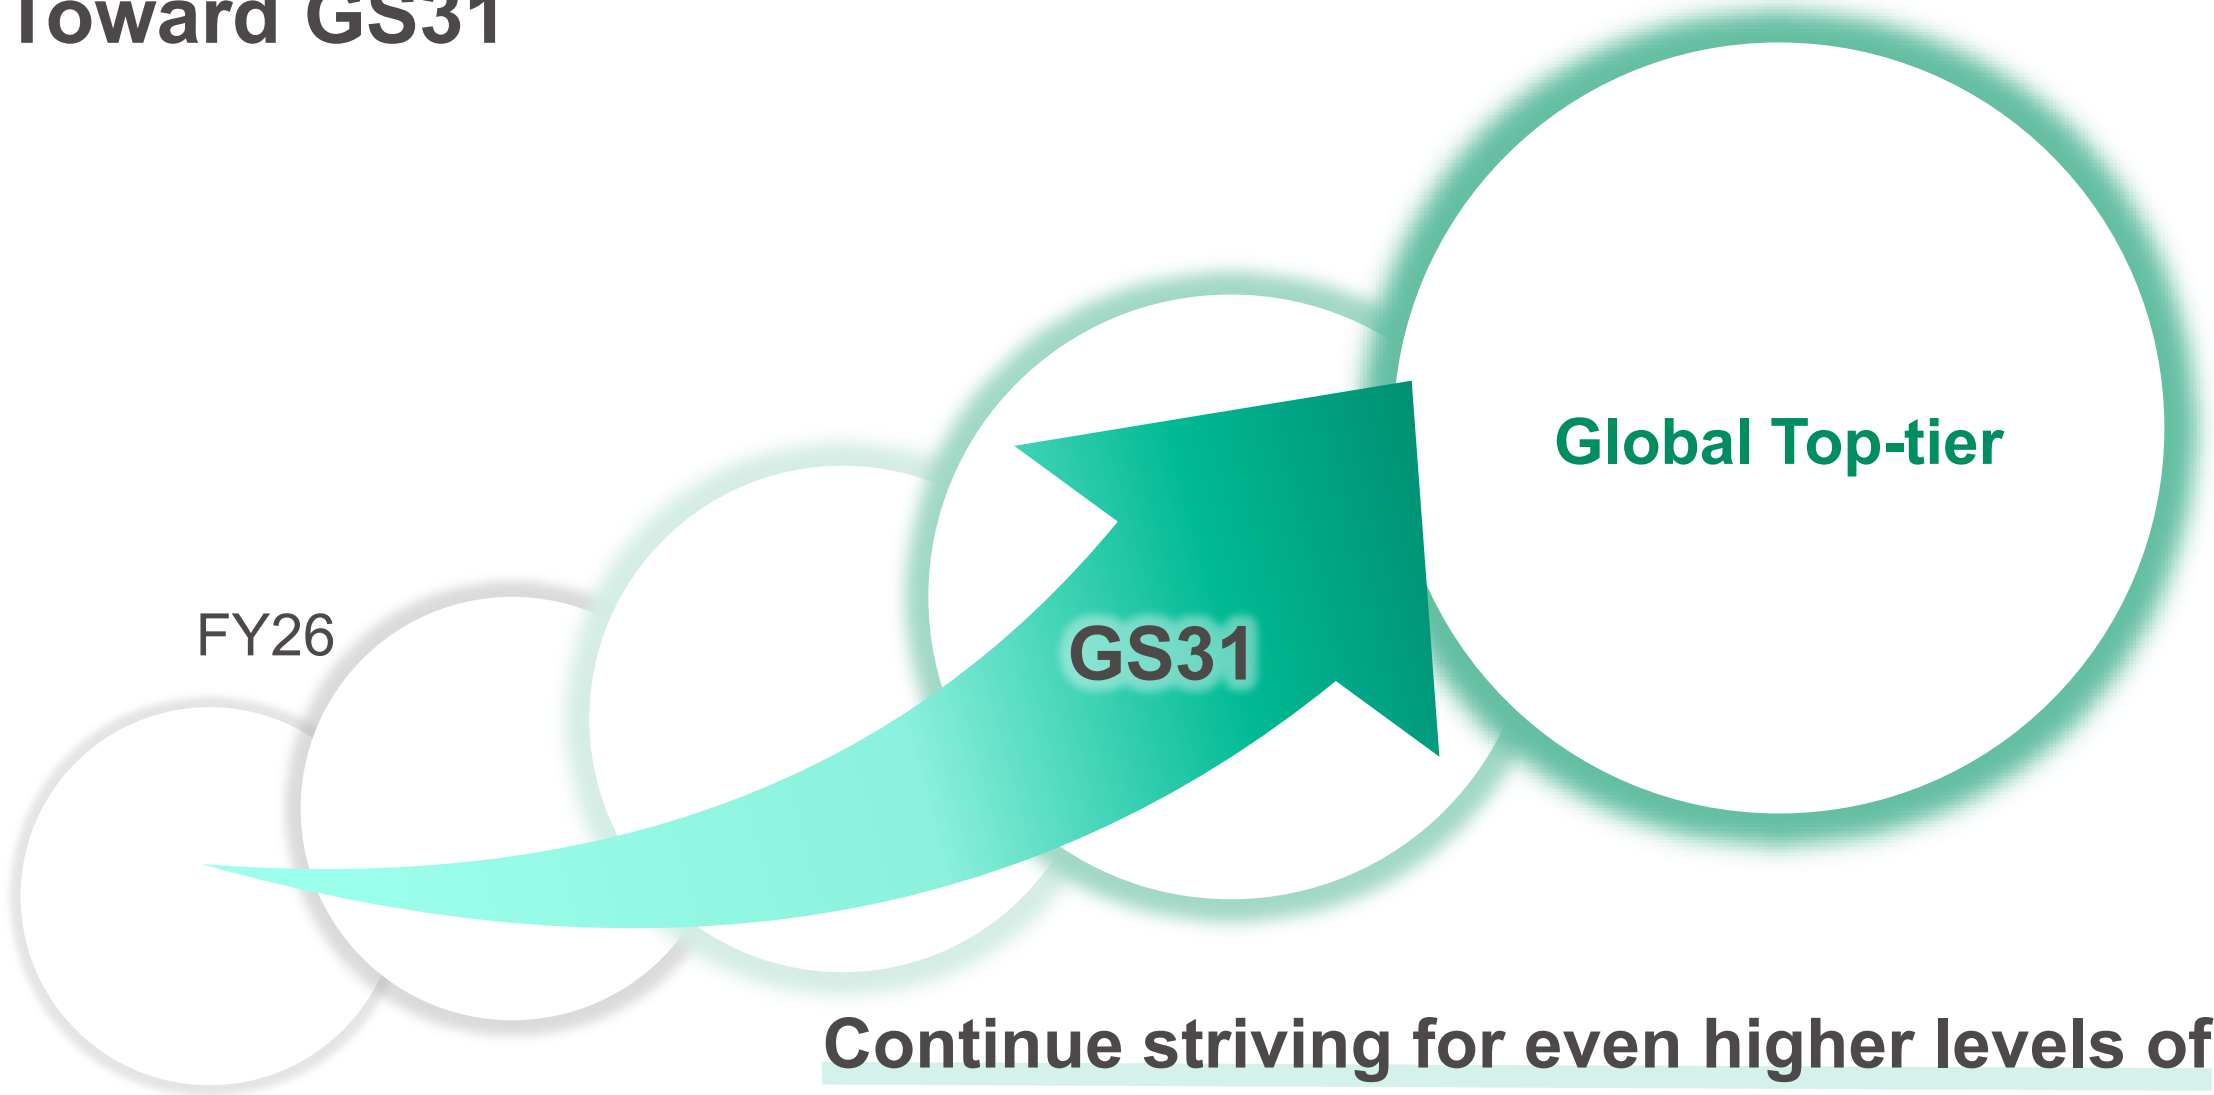 Toward GS31
Global Top-tier
FY26
GS31
Continue striving for even higher levels of